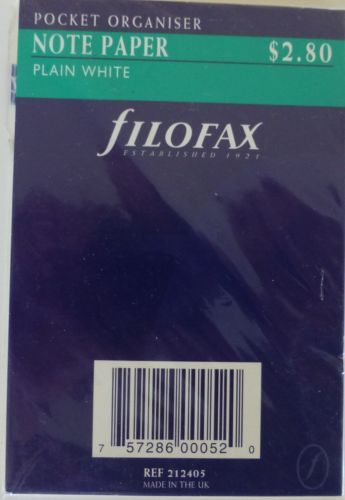 POCKET ORGANISER
NOTE PAPER $2.80
PLAIN WHITE
fILOFAX
ESTABLISHED 1921
7 57286 00052 0
REF 212405
MADE IN THE UK
f